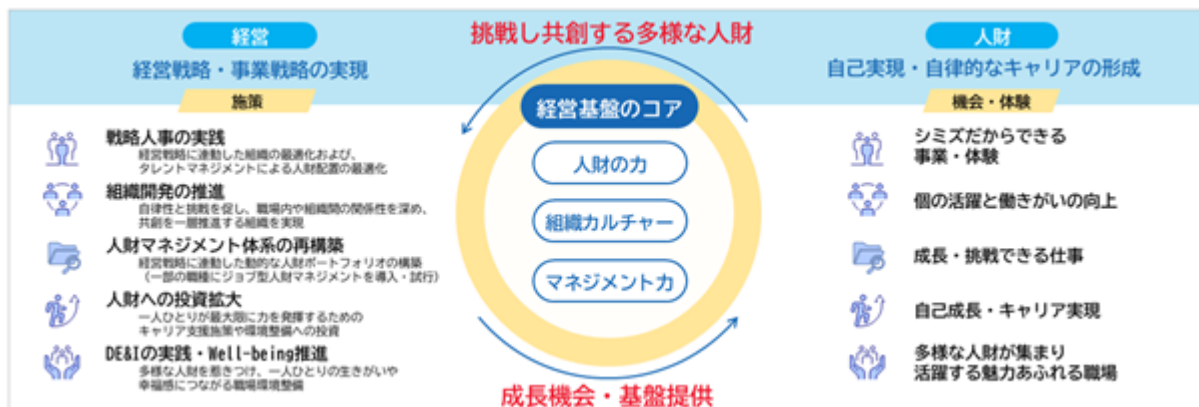 挑戦し共創する多様な人財
経営
経営戦略・事業戦略の実現
施策
戦略人事の実践
経営戦略に連動した組織の最適化および、
タレントマネジメントによる人財配置の最適化
組織開発の推進
自律性と挑戦を促し、職場内や組織間の関係性を深め、
共創を一層推進する組織を実現
人財マネジメント体系の再構築
経営戦略に連動した動的な人財ポートフォリオの構築
(一部の職種にジョブ型人財マネジメントを導入・試行)
人財への投資拡大
一人ひとりが最大限に力を発揮するための
キャリア支援施策や環境整備への投資
DE&Iの実践・Well-being推進
多様な人財を惹きつけ、一人ひとりの生きがいや
幸福感につながる職場環境整備
経営基盤のコア
人財の力
組織カルチャー
マネジメント力
成長機会・基盤提供
人財
自己実現・自律的なキャリアの形成
機会・体験
シミズだからできる
事業・体験
個の活躍と働きがいの向上
成長・挑戦できる仕事
自己成長・キャリア実現
多様な人財が集まり
活躍する魅力あふれる職場